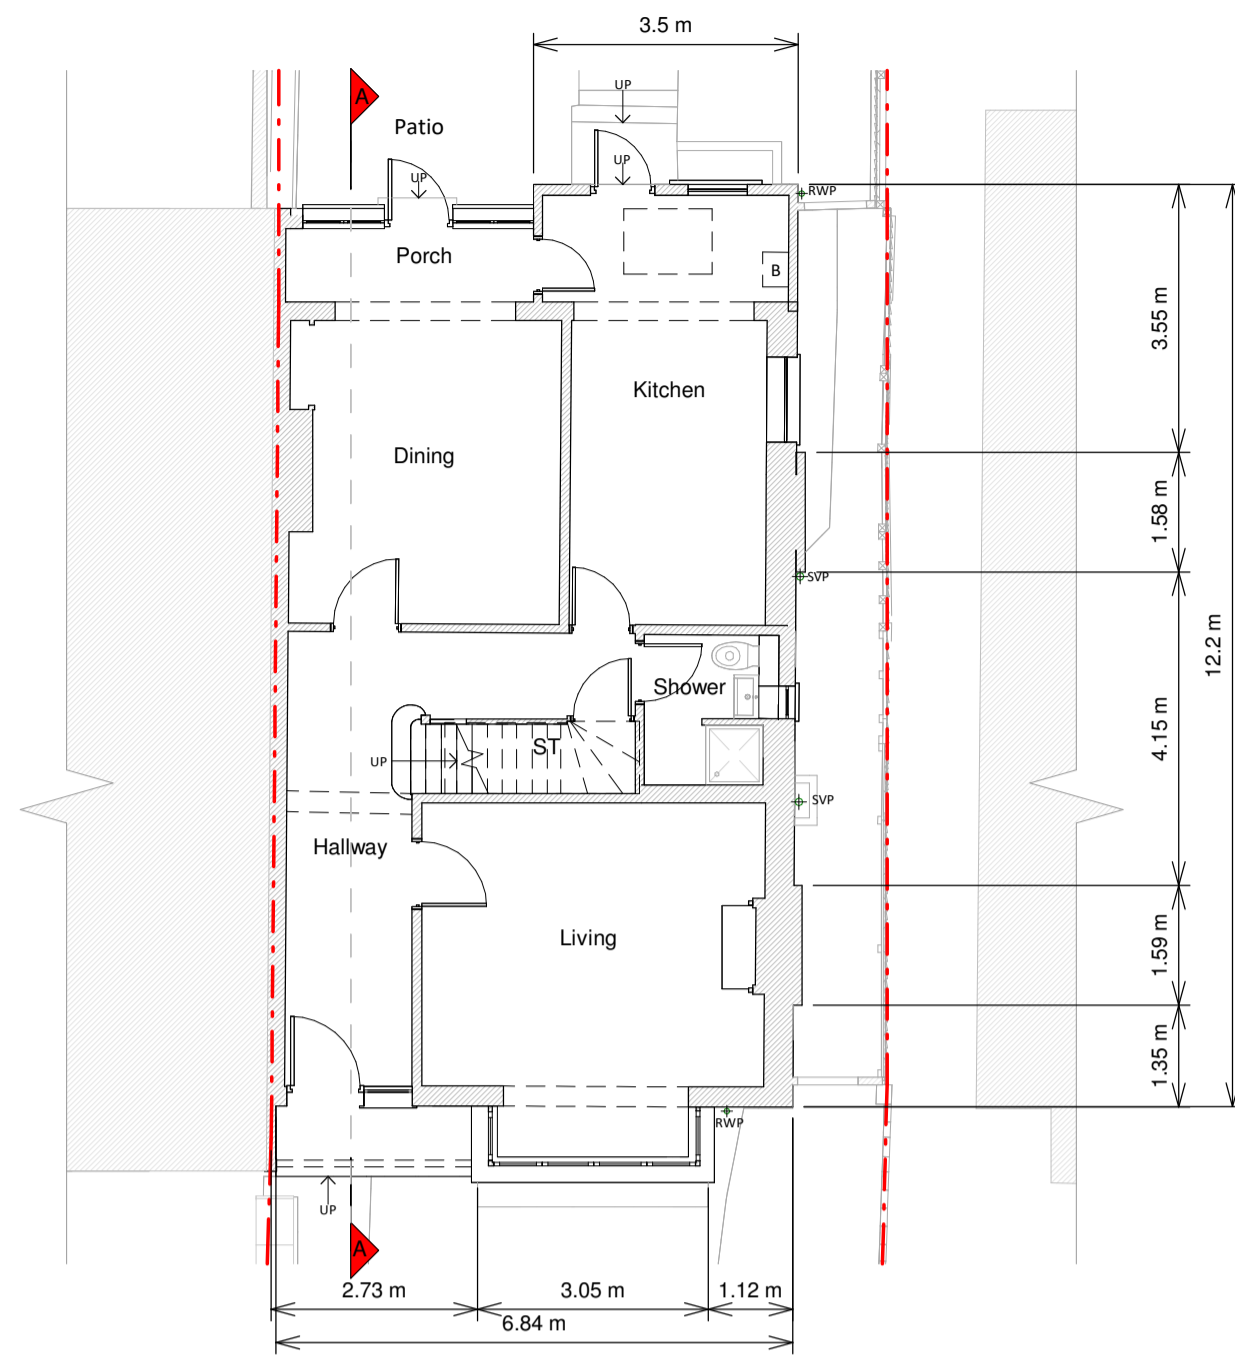 3.5 m
UP
A
Patio
UP
UP
RWP
Porch
B
3.55 m
Kitchen
Dining
1.58 m
SVP
12.2 m
Shower
4.15 m
ST
UP
SVP
Hallway
Living
1.59 m
1.35 m
RWP
UP
A
2.73 m
3.05 m
1.12 m
6.84 m